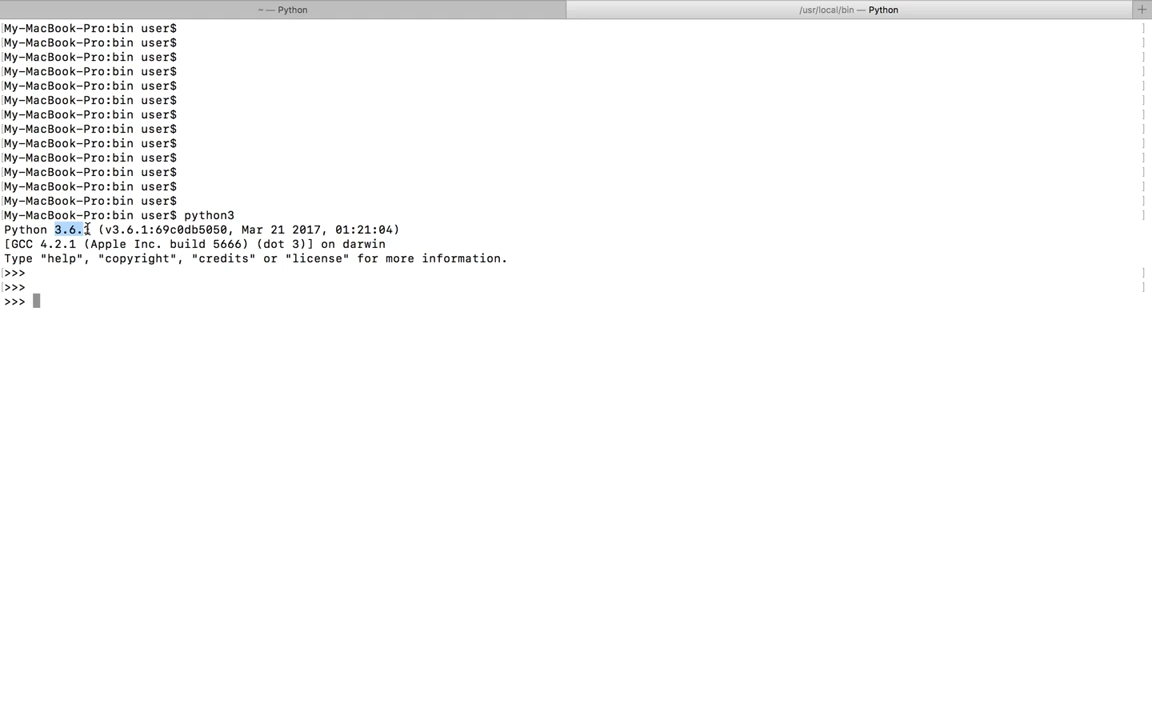 ~ — Python
/usr/local/bin — Python
My-MacBook-Pro:bin user$
My-MacBook-Pro:bin user$
My-MacBook-Pro:bin user$
My-MacBook-Pro:bin user$
My-MacBook-Pro:bin user$
My-MacBook-Pro:bin user$
My-MacBook-Pro:bin user$
My-MacBook-Pro:bin user$
My-MacBook-Pro:bin user$
My-MacBook-Pro:bin user$
My-MacBook-Pro:bin user$
My-MacBook-Pro:bin user$
My-MacBook-Pro:bin user$
My-MacBook-Pro:bin user$ python3
Python 3.6.1 (v3.6.1:69c0db5050, Mar 21 2017, 01:21:04)
[GCC 4.2.1 (Apple Inc. build 5666) (dot 3)] on darwin
Type "help", "copyright", "credits" or "license" for more information.
>>>
>>>
>>>